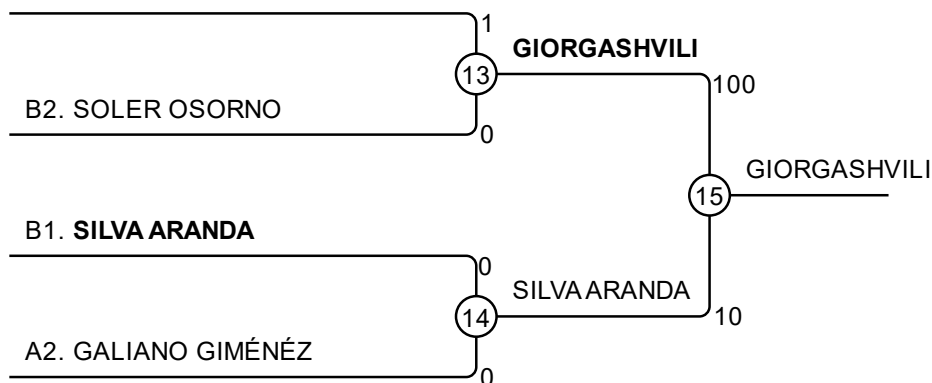 1
GIORGASHVILI
13
100
B2. SOLER OSORNO
0
GIORGASHVILI
15
B1. SILVA ARANDA
0
SILVA ARANDA
14
10
A2. GALIANO GIMÉNÉZ
0